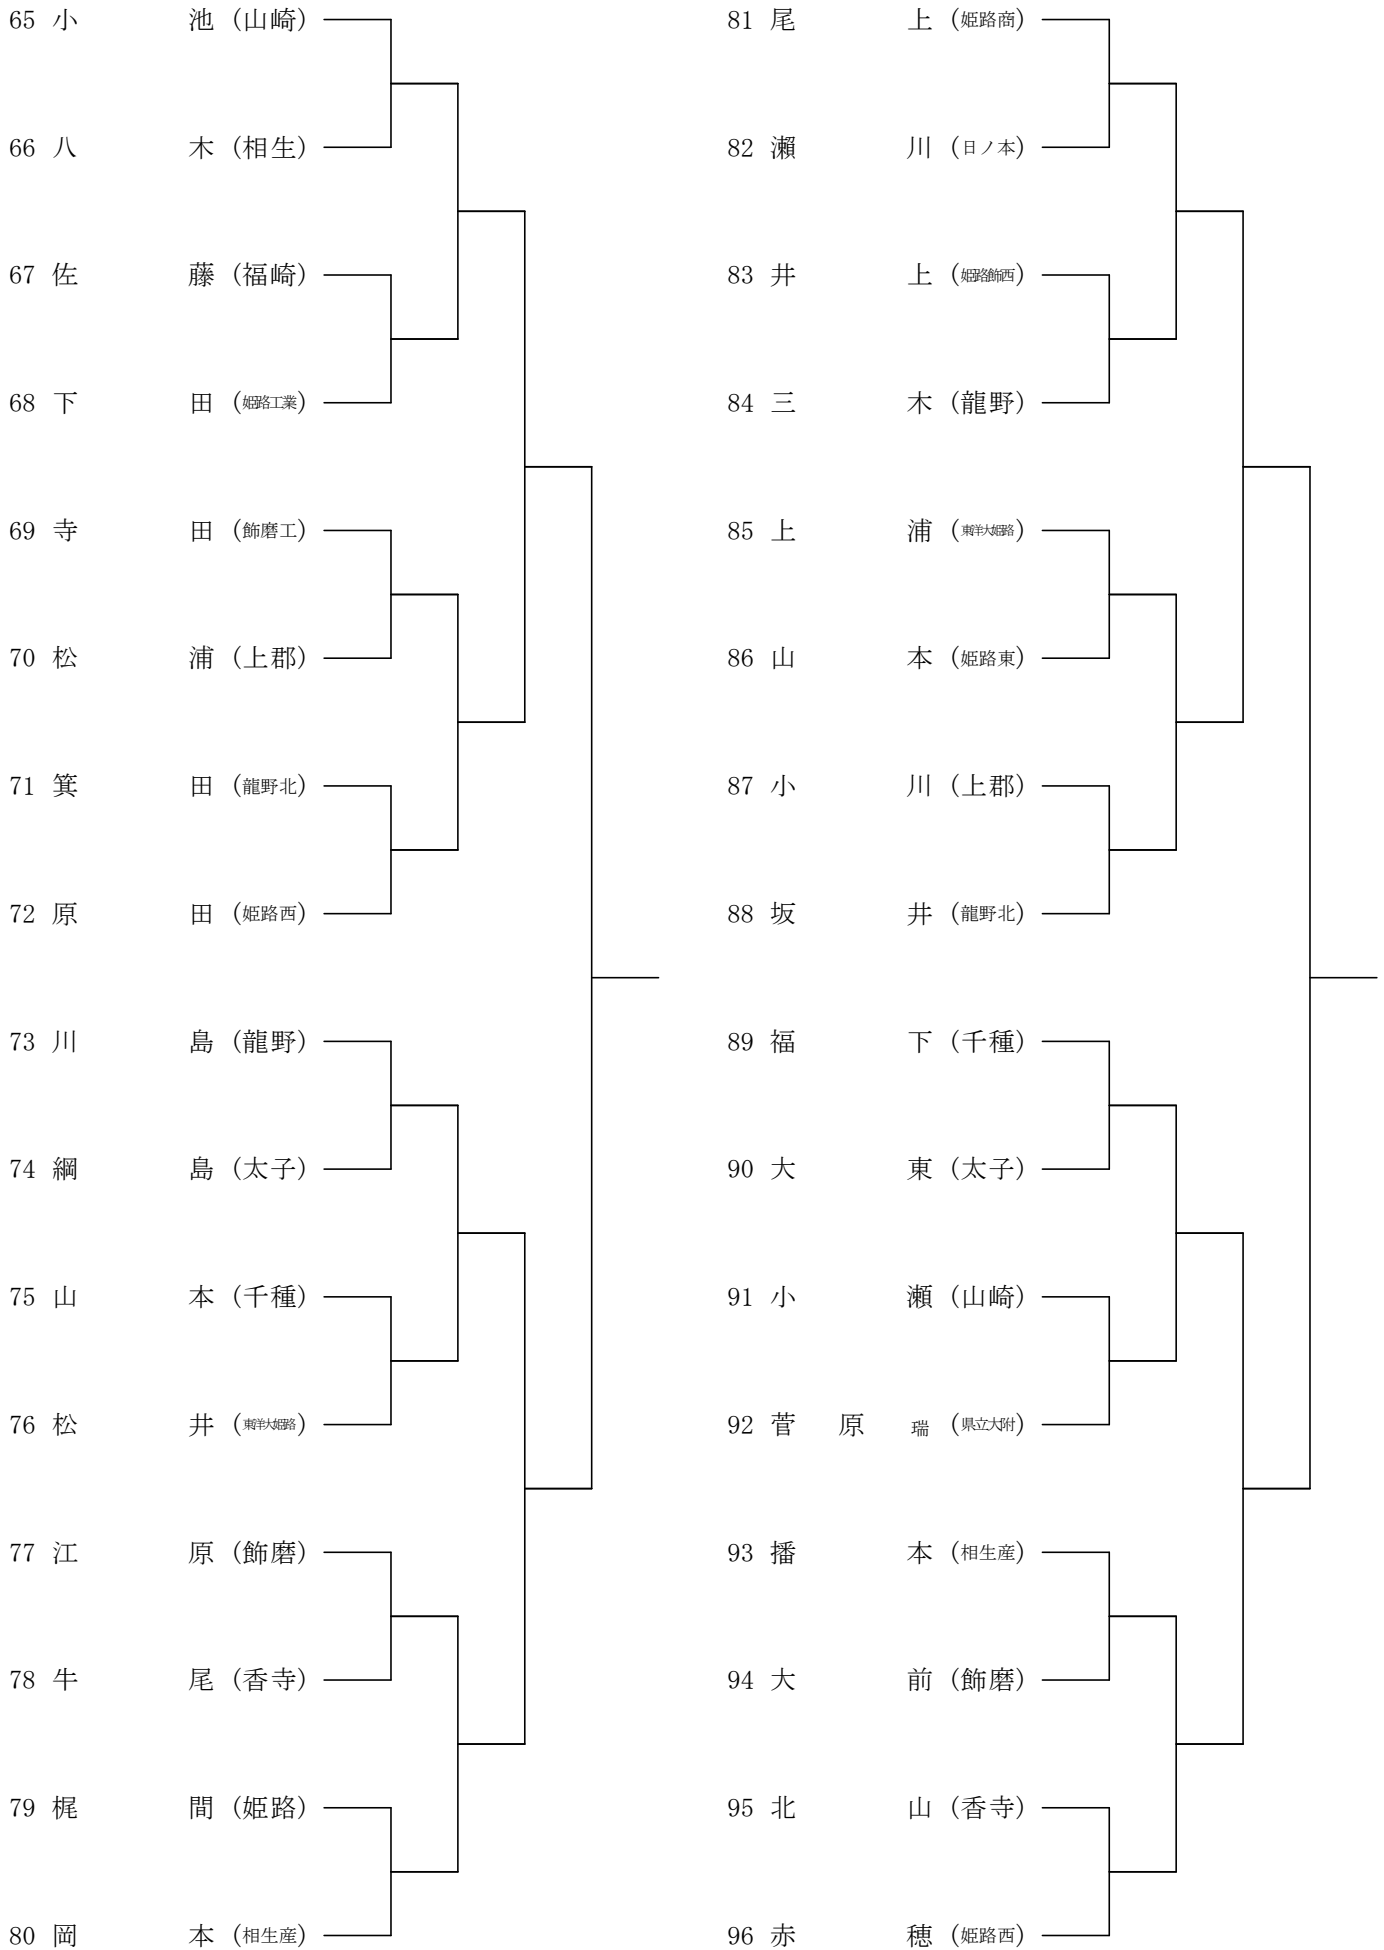 65 小池 (山崎)
66 八木 (相生)
67 佐藤 (福崎)
68 下田 (姫路工業)
69 寺田 (飾磨工)
70 松浦 (上郡)
71 箕田 (龍野北)
72 原田 (姫路西)
73 川島 (龍野)
74 綱島 (太子)
75 山本 (千種)
76 松井 (東洋大姫路)
77 江原 (飾磨)
78 牛尾 (香寺)
79 梶間 (姫路)
80 岡本 (相生産)
81 尾上 (姫路商)
82 瀬川 (日ノ本)
83 井上 (姫路飾西)
84 三木 (龍野)
85 上浦 (東洋大姫路)
86 山本 (姫路東)
87 小川 (上郡)
88 坂井 (龍野北)
89 福下 (千種)
90 大東 (太子)
91 小瀬 (山崎)
92 菅原 瑞 (県立大附)
93 播本 (相生産)
94 大前 (飾磨)
95 北山 (香寺)
96 赤穂 (姫路西)